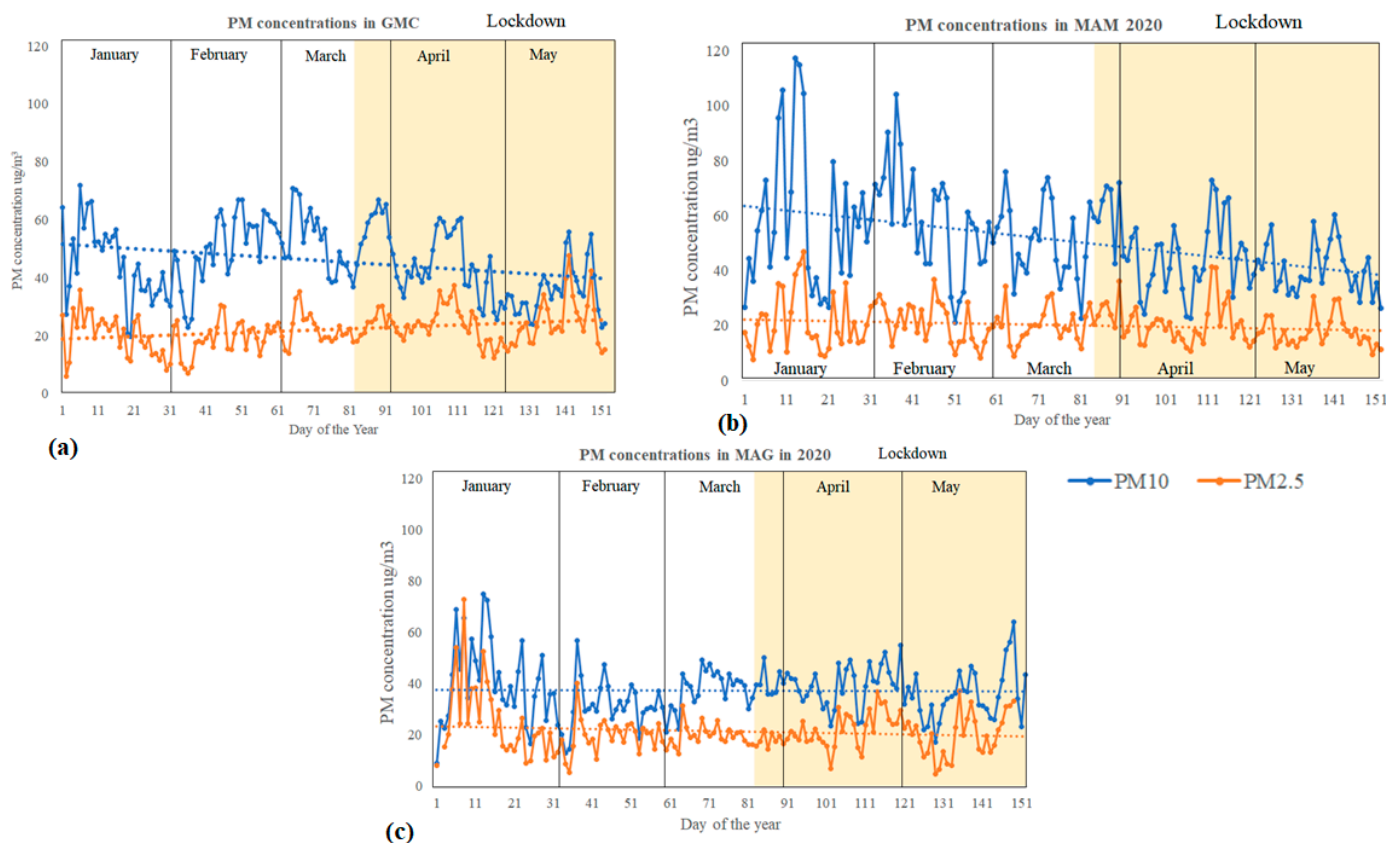 PM concentrations in GMC Lockdown
120 January February March April May
100
80
60
40
20
0
PM concentration ug/m³
1 11 21 31 41 51 61 71 81 91 101 111 121 131 141 151
Day of the Year
(a)
PM concentrations in MAM 2020 Lockdown
120
100
80
60
40
20
0
PM concentration ug/m3
January February March April May
1 11 21 31 41 51 61 71 81 91 101 111 121 131 141 151
Day of the year
(b)
PM concentrations in MAG in 2020 Lockdown
120 January February March April May
100
80
60
40
20
0
PM concentration ug/m3
1 11 21 31 41 51 61 71 81 91 101 111 121 131 141 151
Day of the year
(c)
PM10 PM2.5